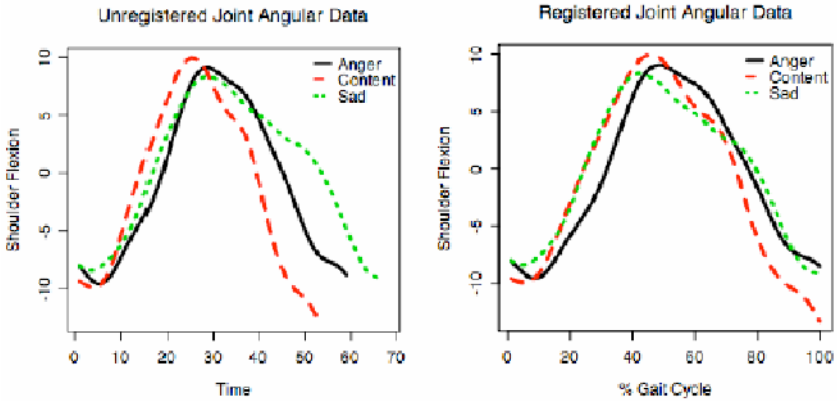 Unregistered Joint Angular Data
Shoulder Flexion
10
5
0
-5
-10
Anger
Content
Sad
0 10 20 30 40 50 60 70
Time
Registered Joint Angular Data
Shoulder Flexion
10
5
0
-5
-10
Anger
Content
Sad
0 20 40 60 80 100
% Gait Cycle